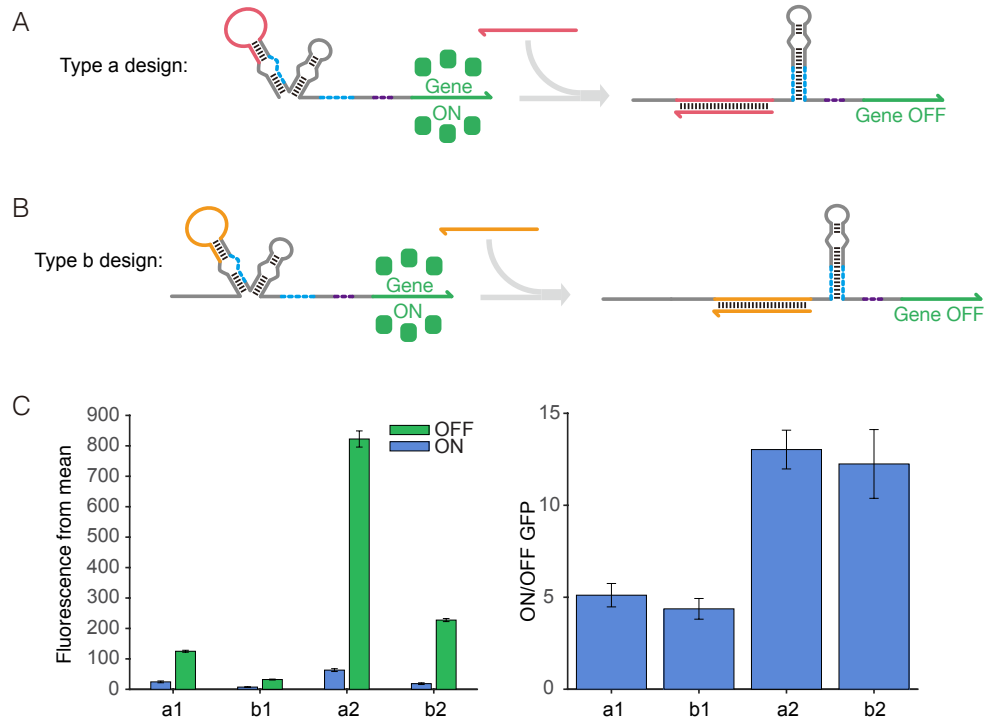 A
Type a design:
Gene
ON
Gene OFF
B
Type b design:
Gene
ON
Gene OFF
C
Fluorescence from mean
900
800
700
600
500
400
300
200
100
0
OFF
ON
a1 b1 a2 b2
ON/OFF GFP
15
10
5
0
a1 b1 a2 b2